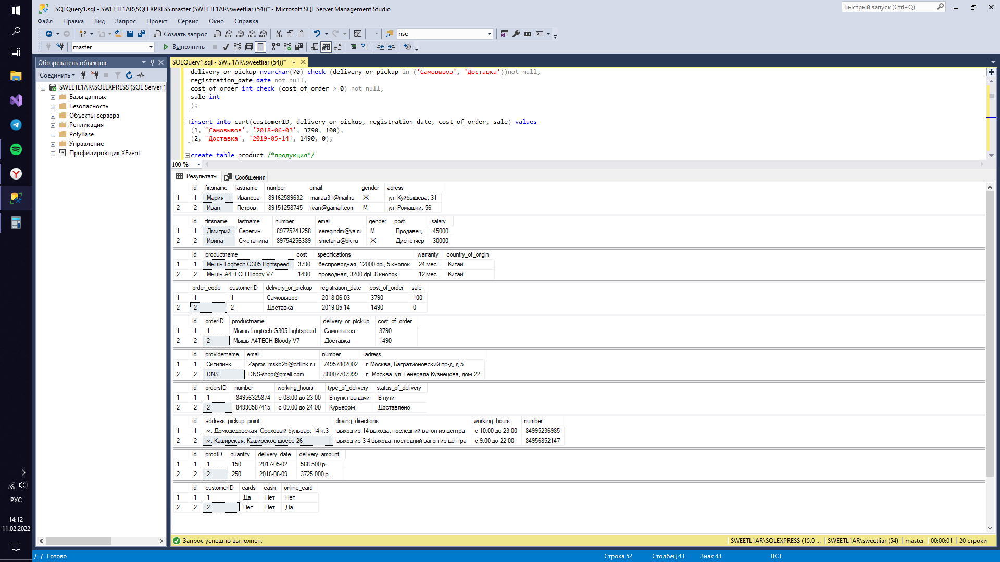 SQLQuery1.sql - SWEETL1AR\SQLEXPRESS.master (SWEETL1AR\sweetliar (54))* - Microsoft SQL Server Management Studio
Быстрый запуск (Ctrl+Q)
Файл Правка Вид Запрос Проект Сервис Окно Справка
Создать запрос nse
master Выполнить
Обозреватель объектов
SQLQuery1.sql - SW...1AR\sweetliar (54))*
Соединить
SWEETL1AR\SQLEXPRESS (SQL Server 1
Базы данных
Безопасность
Объекты сервера
Репликация
PolyBase
Управление
Профилировщик XEvent
delivery_or_pickup nvarchar(70) check (delivery_or_pickup in ('Самовывоз', 'Доставка'))not null,
registration_date date not null,
cost_of_order int check (cost_of_order > 0) not null,
sale int
);
insert into cart(customerID, delivery_or_pickup, registration_date, cost_of_order, sale) values
(1, 'Самовывоз', '2018-06-03', 3790, 100),
(2, 'Доставка', '2019-05-14', 1490, 0);
create table product /*продукция*/
100 %
Результаты Сообщения
id firtsname lastname number email gender adress
1 1 Мария Иванова 89162589632 mariaa31@mail.ru Ж ул. Куйбышева, 31
2 2 Иван Петров 89151258745 ivan@gamail.com М ул. Ромашки, 56
id firtsname lastname number email gender post salary
1 1 Дмитрий Серегин 89775241258 seregindm@ya.ru М Продавец 45000
2 2 Ирина Сметанина 89754256389 smetana@bk.ru Ж Диспетчер 30000
id productname cost specifications warranty country_of_origin
1 1 Мышь Logitech G305 Lightspeed 3790 беспроводная, 12000 dpi, 5 кнопок 24 мес. Китай
2 2 Мышь A4TECH Bloody V7 1490 проводная, 3200 dpi, 8 кнопок 12 мес. Китай
order_code customerID delivery_or_pickup registration_date cost_of_order sale
1 1 1 Самовывоз 2018-06-03 3790 100
2 2 2 Доставка 2019-05-14 1490 0
id orderID productname delivery_or_pickup cost_of_order
1 1 1 Мышь Logitech G305 Lightspeed Самовывоз 3790
2 2 2 Мышь A4TECH Bloody V7 Доставка 1490
id providername email number adress
1 1 Ситилинк Zapros_mskb2b@citilink.ru 74957802002 г.Москва, Багратионовский пр-д, д.5
2 2 DNS DNS-shop@gmail.com 88007707999 г. Москва, ул. Генерала Кузнецова, дом 22
id ordersID number working_hours type_of_delivery status_of_delivery
1 1 1 84956325874 с 08.00 до 23.00 В пункт выдачи В пути
2 2 2 84996587415 с 09.00 до 24.00 Курьером Доставлено
id address_pickup_point driving_directions working_hours number
1 1 м. Домодедовская, Ореховый бульвар, 14 к.3 выход из 14 выхода, последний вагон из центра с 10.00 до 23.00 84995236985
2 2 м. Каширская, Каширское шоссе 26 выход из 3-4 выхода, последний вагон из центра с 9.00 до 22.00 84956852147
id prodID quantity delivery_date delivery_amount
1 1 1 150 2017-05-02 568 500 р.
2 2 2 250 2016-06-09 3725 000 р.
id customerID cards cash online_card
1 1 1 Да Нет Нет
2 2 2 Нет Нет Да
Запрос успешно выполнен. SWEETL1AR\SQLEXPRESS (15.0 ... SWEETL1AR\sweetliar (54) master 00:00:01 20 строки
Готово Строка 52 Столбец 43 Знак 43 ВСТ
РУС
14:12
11.02.2022